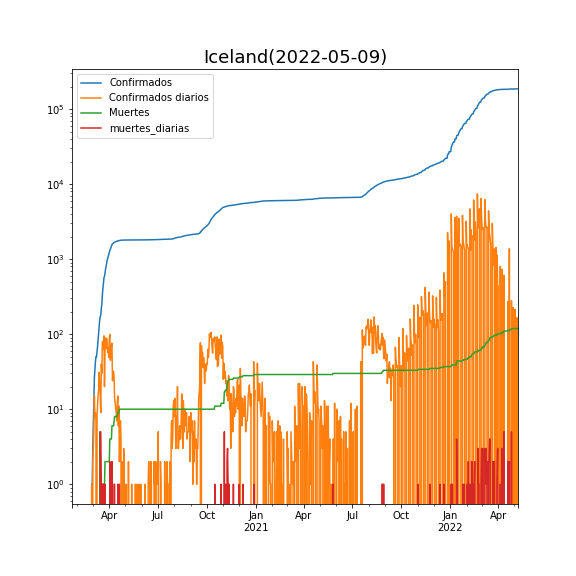 Iceland(2022-05-09)
Confirmados
Confirmados diarios
Muertes
muertes_diarias
10^5
10^4
10^3
10^2
10^1
10^0
Apr Jul Oct Jan Apr Jul Oct Jan Apr
2021 2022